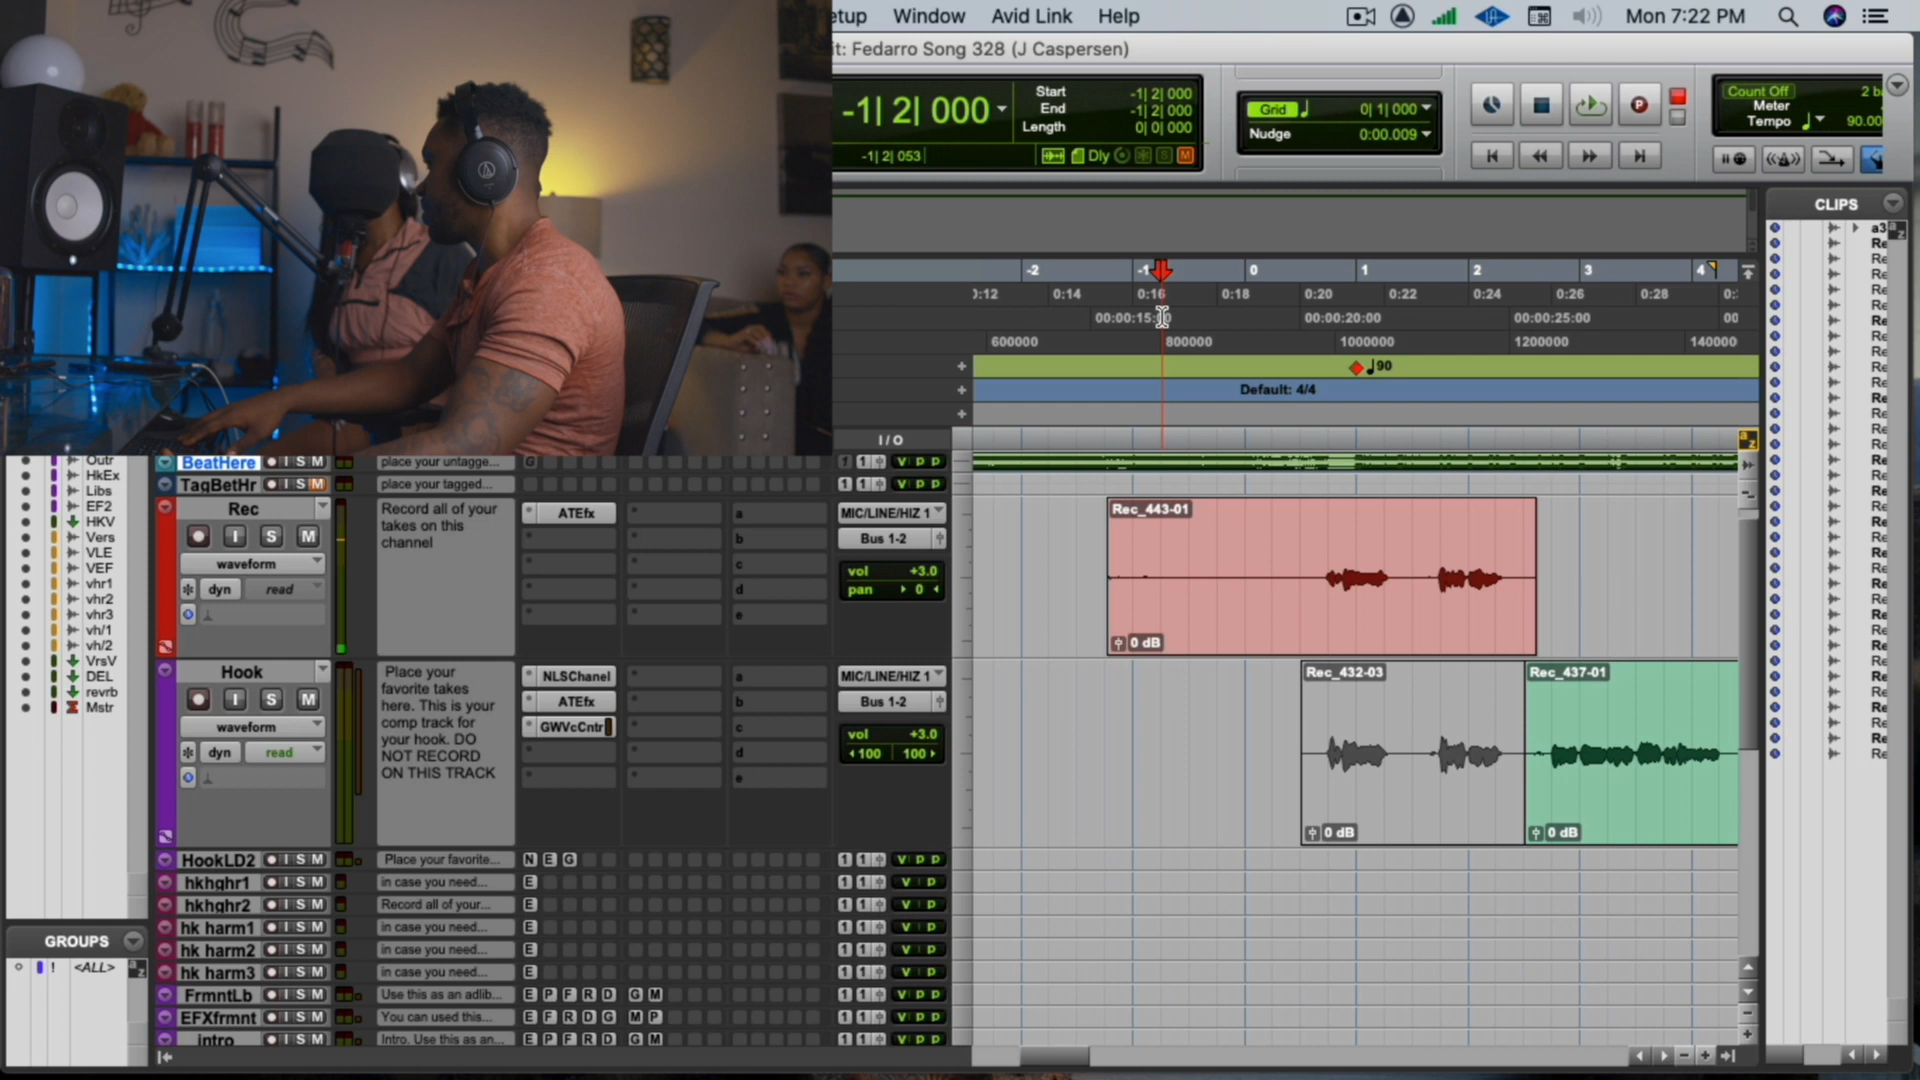 etup Window Avid Link Help Mon 7:22 PM
it: Fedarro Song 328 (J Caspersen)
-1| 2| 000
Start -1| 2| 000
End -1| 2| 000
Length 0| 0| 000
-1| 2| 053
Dly
S M
Grid 0| 1| 000
Nudge 0:00.009
P
Count Off 2 b
Meter
Tempo 90.00
CLIPS
-2 -1 0 1 2 3 4
0:14 0:16 0:18 0:20 0:22 0:24 0:26 0:28
00:00:20:00 00:00:25:00 00
600000 800000 1000000 1200000 140000
90
Default: 4/4
I/O
Outr
HkEx
Libs
EF2
HKV
Vers
VLE
VEF
vhr1
vhr2
vhr3
vh/1
vh/2
VrsV
DEL
revrb
Mstr
GROUPS
! <ALL>
BeatHere I S M place your untagge...
TagBetHr I S M place your tagged...
Rec
I S M
waveform
dyn read
Record all of your
takes on this
channel
ATEfx
a
b
c
d
e
MIC/LINE/HIZ 1
Bus 1-2
vol +3.0
pan 0
Rec_443-01
0 dB
Hook
I S M
waveform
dyn read
Place your
favorite takes
here. This is your
comp track for
your hook. DO
NOT RECORD
ON THIS TRACK
NLSChanel
ATEfx
GWVcCntr
a
b
c
d
e
MIC/LINE/HIZ 1
Bus 1-2
vol +3.0
100 100
Rec_432-03
0 dB
Rec_437-01
0 dB
HookLD2 I S M Place your favorite... N E G
hkhghr1 I S M in case you need... E
hkhghr2 I S M Record all of your... E
hk harm1 I S M in case you need... E
hk harm2 I S M in case you need... E
hk harm3 I S M in case you need... E
FrmntLb I S M Use this as an adlib... E P F R D G M
EFXfrmnt I S M You can used this... E F R D G M P
intro I S M Intro. Use this as an... E P F R D G M